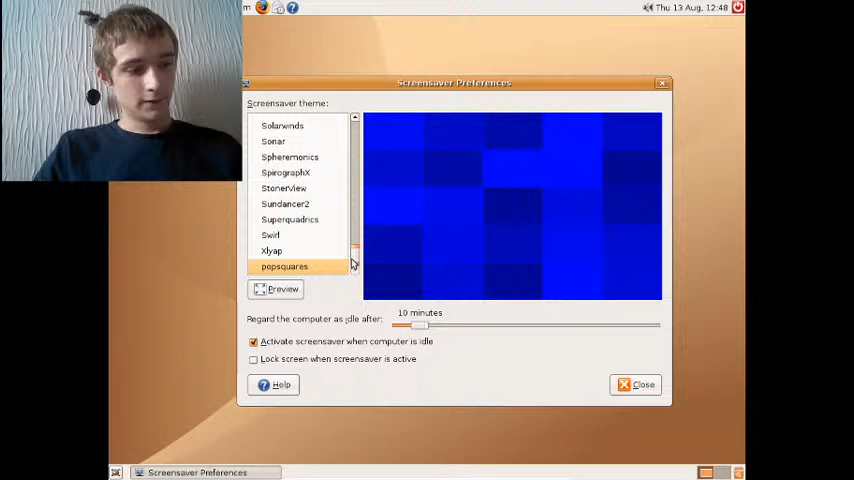 m
Thu 13 Aug, 12:48
Screensaver Preferences
Screensaver theme:
Solarwinds
Sonar
Spheremonics
SpirographX
StonerView
Sundancer2
Superquadrics
Swirl
Xlyap
popsquares
Preview
10 minutes
Regard the computer as idle after:
Activate screensaver when computer is idle
Lock screen when screensaver is active
Help
Close
Screensaver Preferences